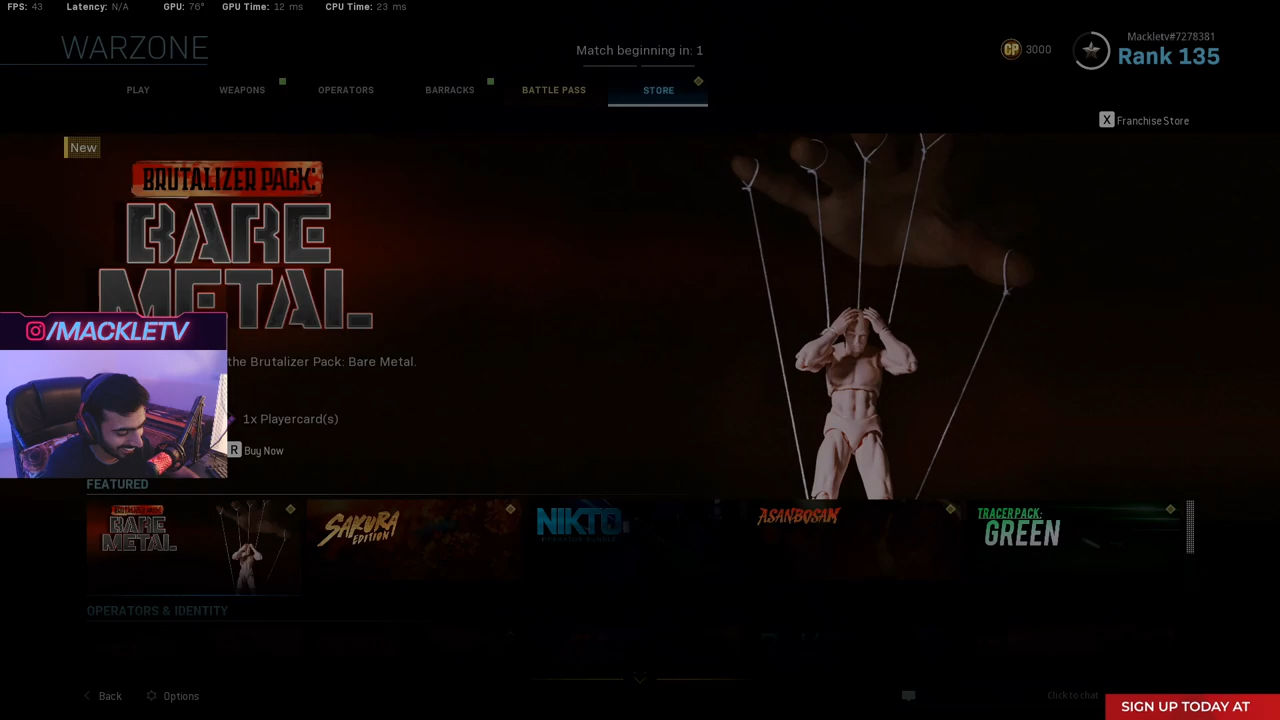 FPS: 43 Latency: N/A GPU: 76° GPU Time: 12 ms CPU Time: 23 ms
WARZONE
Match beginning in: 1
CP 3000
Mackletv#7278381
Rank 135
PLAY WEAPONS OPERATORS BARRACKS BATTLE PASS STORE
X Franchise Store
New
BRUTALIZER PACK:
BARE
METAL
/MACKLETV
the Brutalizer Pack: Bare Metal.
1x Playercard(s)
R Buy Now
FEATURED
BRUTALIZER PACK:
BARE
METAL
SAKURA
EDITION
NIKTO
ASANBOSAM
TRACER PACK:
GREEN
OPERATORS & IDENTITY
Back Options
Click to chat
SIGN UP TODAY AT